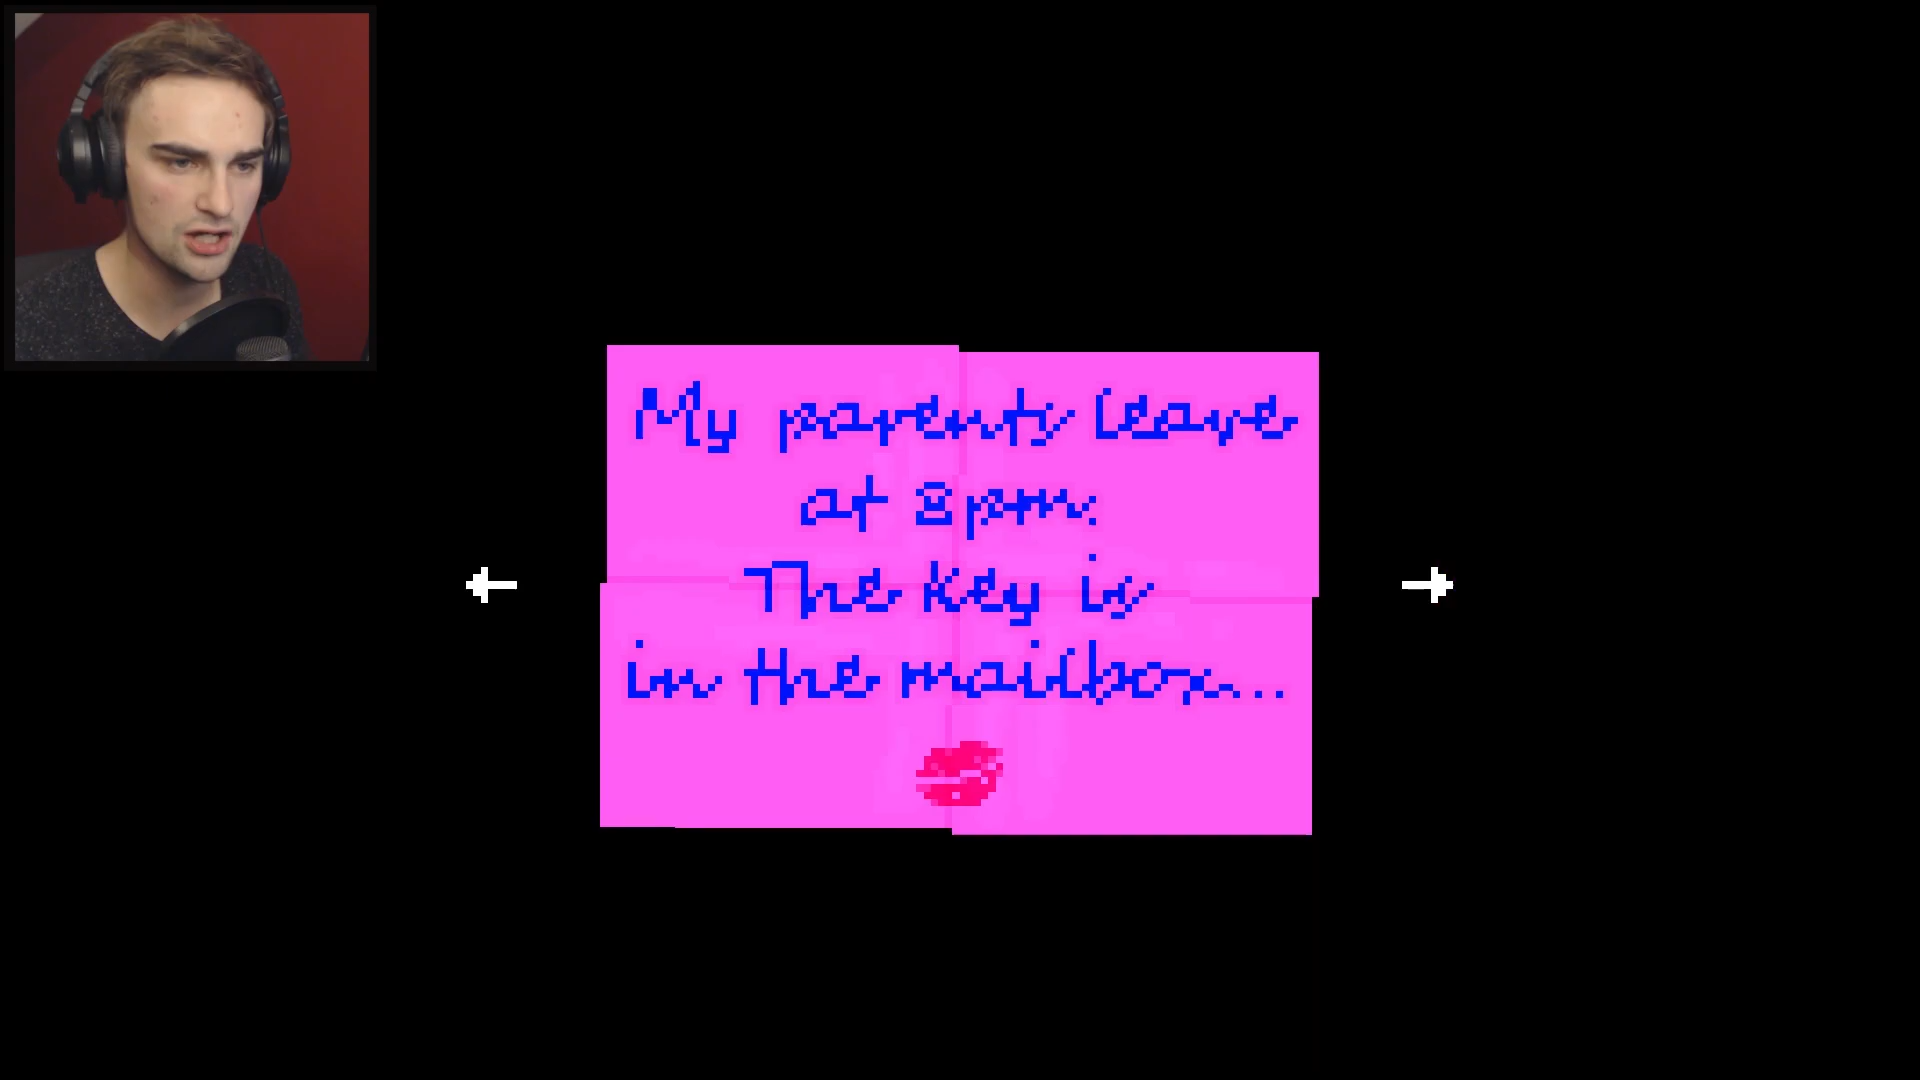 My parents leave
at 8pm.
The key is
in the mailbox...